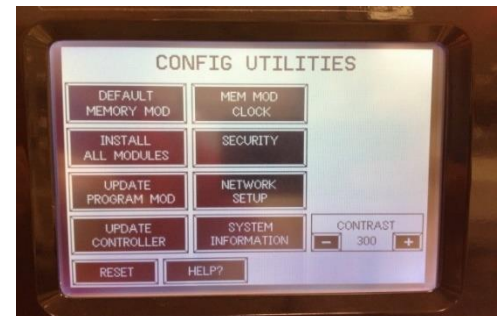 CONFIG UTILITIES
DEFAULT
MEMORY MOD
MEM MOD
CLOCK
INSTALL
ALL MODULES
SECURITY
UPDATE
PROGRAM MOD
NETWORK
SETUP
UPDATE
CONTROLLER
SYSTEM
INFORMATION
CONTRAST
- 300 +
RESET
HELP?